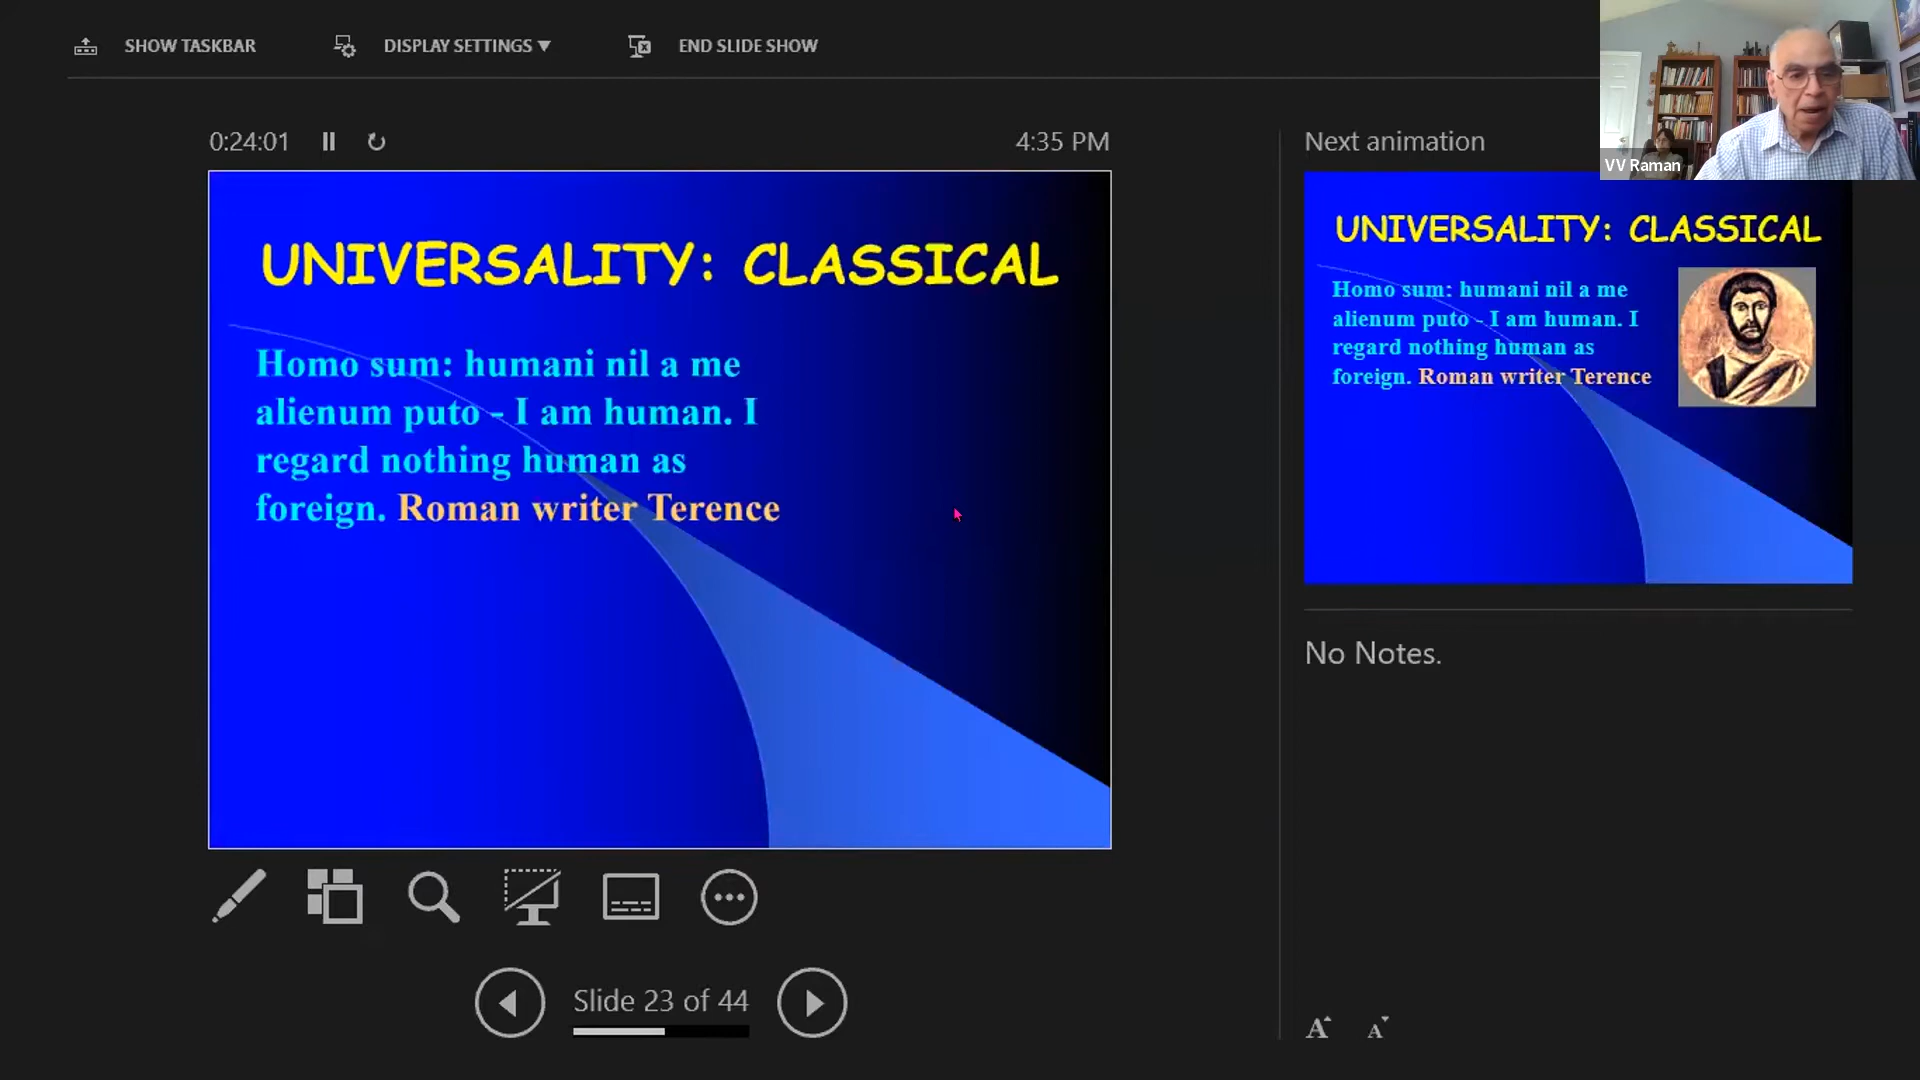 SHOW TASKBAR
DISPLAY SETTINGS ▼
END SLIDE SHOW
VV Raman
0:24:01
4:35 PM
Next animation
UNIVERSALITY: CLASSICAL
Homo sum: humani nil a me
alienum puto - I am human. I
regard nothing human as
foreign. Roman writer Terence
UNIVERSALITY: CLASSICAL
Homo sum: humani nil a me
alienum puto - I am human. I
regard nothing human as
foreign. Roman writer Terence
No Notes.
Slide 23 of 44
A A